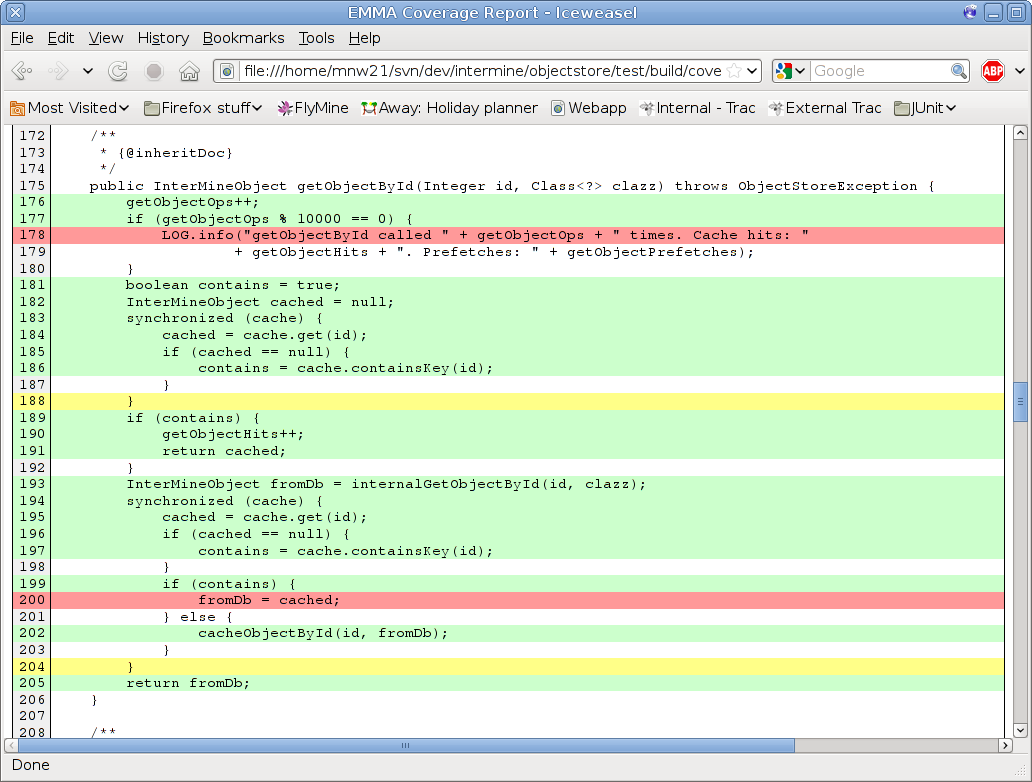 EMMA Coverage Report - Iceweasel
File Edit View History Bookmarks Tools Help
file:///home/mnw21/svn/dev/intermine/objectstore/test/build/cove Google ABP
Most Visited Firefox stuff FlyMine Away: Holiday planner Webapp Internal - Trac External Trac JUnit
172     /**
173      * {@inheritDoc}
174      */
175     public InterMineObject getObjectById(Integer id, Class<?> clazz) throws ObjectStoreException {
176         getObjectOps++;
177         if (getObjectOps % 10000 == 0) {
178             LOG.info("getObjectById called " + getObjectOps + " times. Cache hits: "
179                     + getObjectHits + ". Prefetches: " + getObjectPrefetches);
180         }
181         boolean contains = true;
182         InterMineObject cached = null;
183         synchronized (cache) {
184             cached = cache.get(id);
185             if (cached == null) {
186                 contains = cache.containsKey(id);
187             }
188         }
189         if (contains) {
190             getObjectHits++;
191             return cached;
192         }
193         InterMineObject fromDb = internalGetObjectById(id, clazz);
194         synchronized (cache) {
195             cached = cache.get(id);
196             if (cached == null) {
197                 contains = cache.containsKey(id);
198             }
199             if (contains) {
200                 fromDb = cached;
201             } else {
202                 cacheObjectById(id, fromDb);
203             }
204         }
205         return fromDb;
206     }
207
208     /**
Done